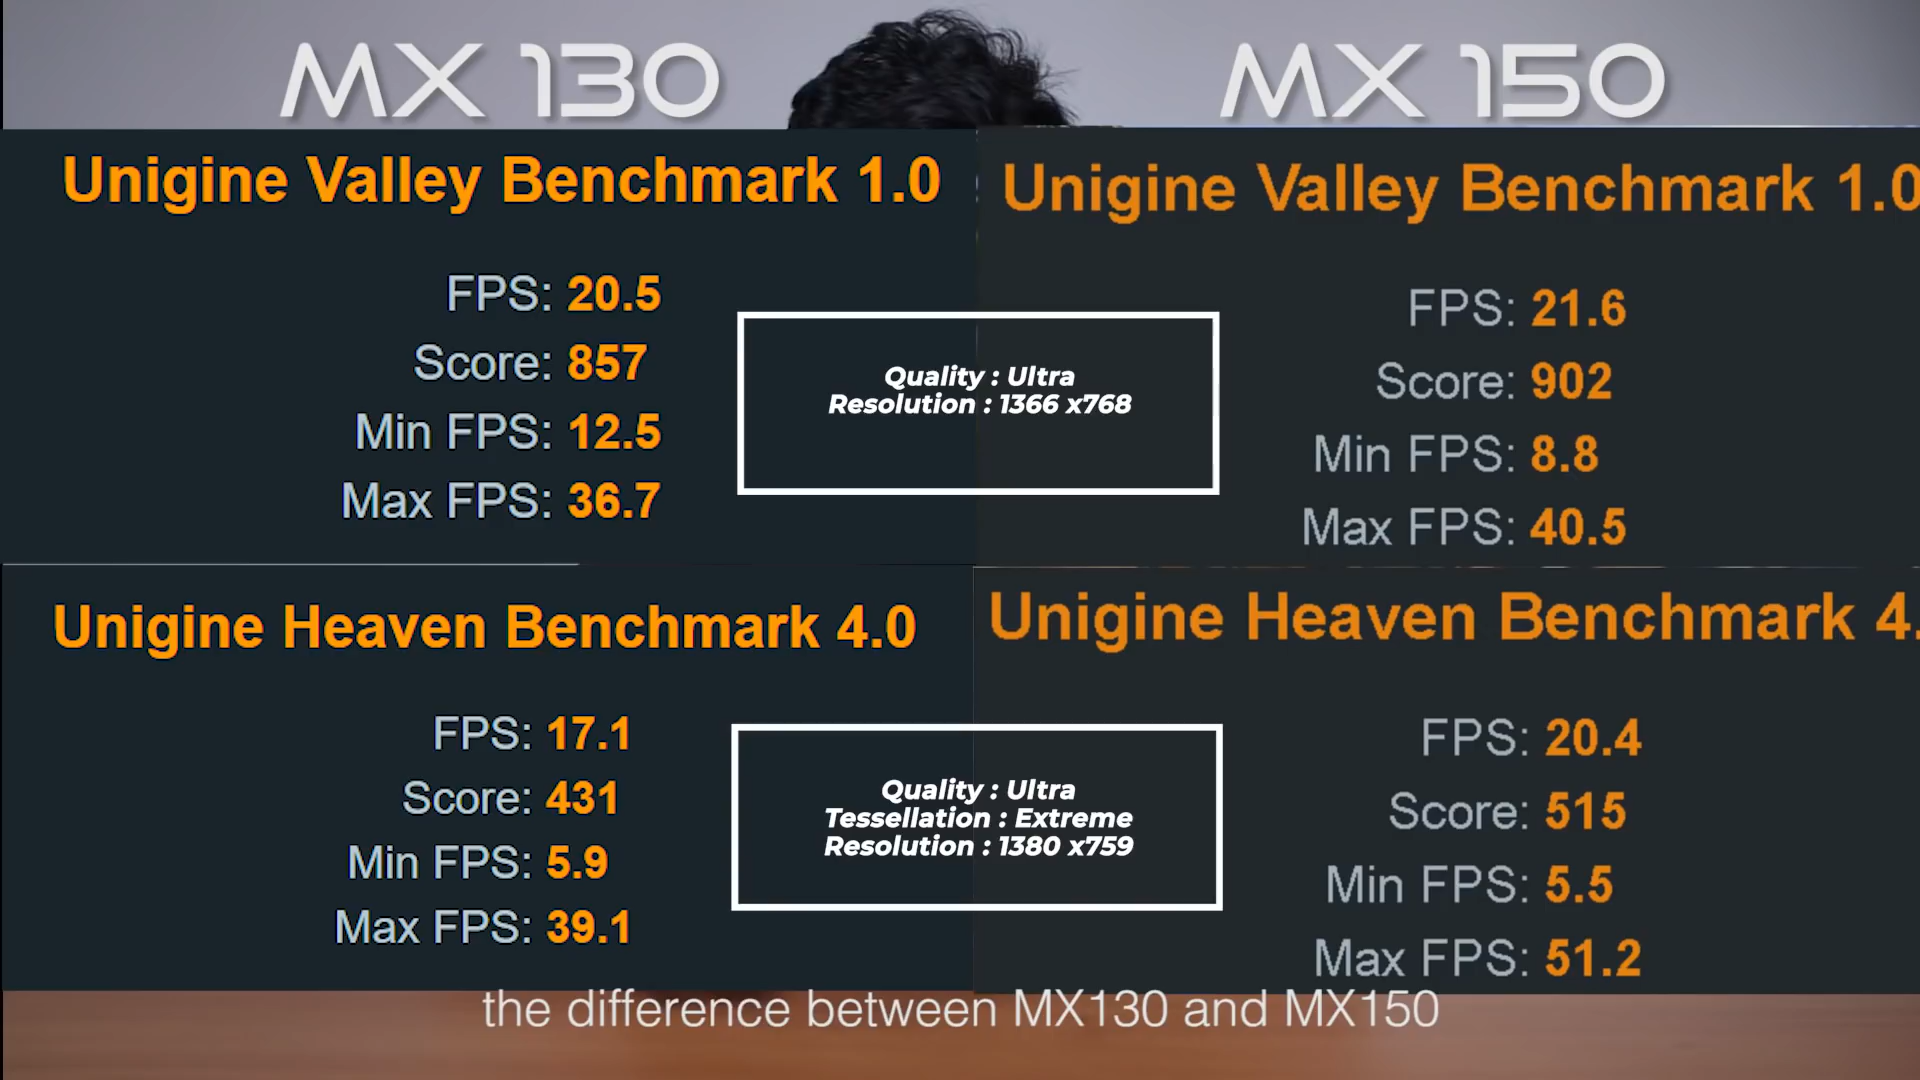 MX 130
MX 150
Unigine Valley Benchmark 1.0
FPS: 20.5
Score: 857
Min FPS: 12.5
Max FPS: 36.7
Unigine Valley Benchmark 1.0
FPS: 21.6
Score: 902
Min FPS: 8.8
Max FPS: 40.5
Quality : Ultra
Resolution : 1366 x768
Unigine Heaven Benchmark 4.0
FPS: 17.1
Score: 431
Min FPS: 5.9
Max FPS: 39.1
Unigine Heaven Benchmark 4.
FPS: 20.4
Score: 515
Min FPS: 5.5
Max FPS: 51.2
Quality : Ultra
Tessellation : Extreme
Resolution : 1380 x759
the difference between MX130 and MX150